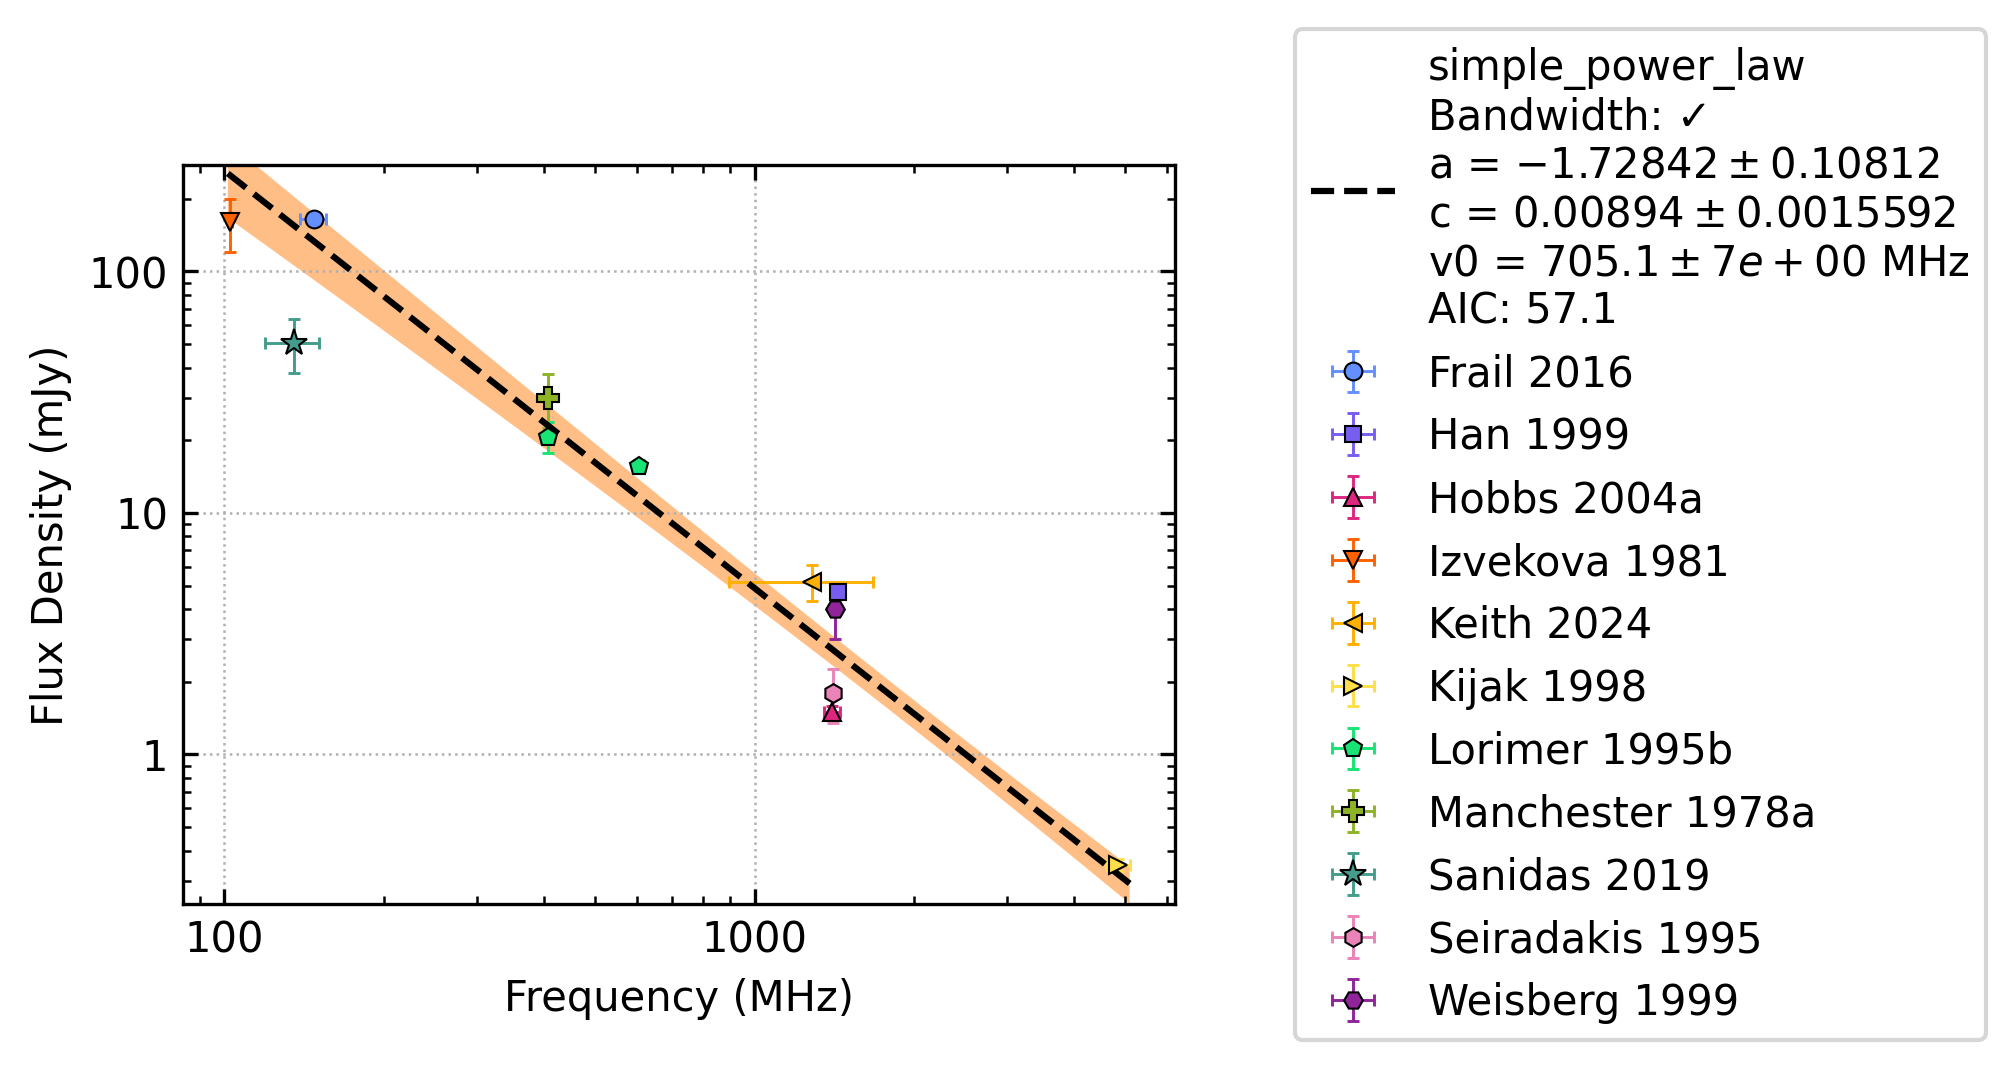 simple_power_law
Bandwidth: ✓
a = −1.72842 ± 0.10812
c = 0.00894 ± 0.0015592
v0 = 705.1 ± 7e + 00 MHz
AIC: 57.1
Frail 2016
Han 1999
Hobbs 2004a
Izvekova 1981
Keith 2024
Kijak 1998
Lorimer 1995b
Manchester 1978a
Sanidas 2019
Seiradakis 1995
Weisberg 1999
Flux Density (mJy)
100
10
1
100
1000
Frequency (MHz)